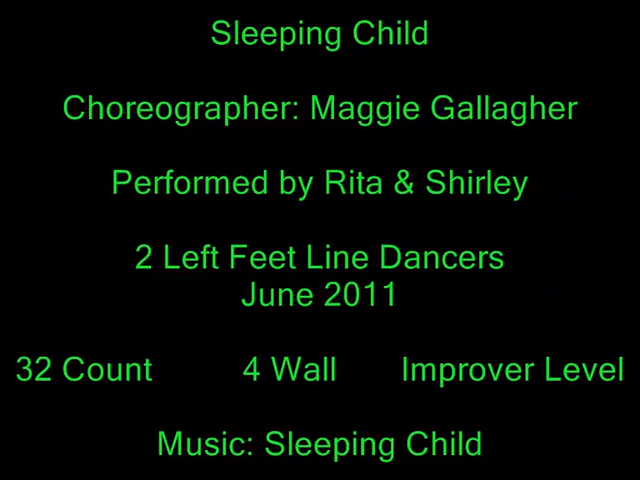 Sleeping Child
Choreographer: Maggie Gallagher
Performed by Rita & Shirley
2 Left Feet Line Dancers
June 2011
32 Count 4 Wall Improver Level
Music: Sleeping Child